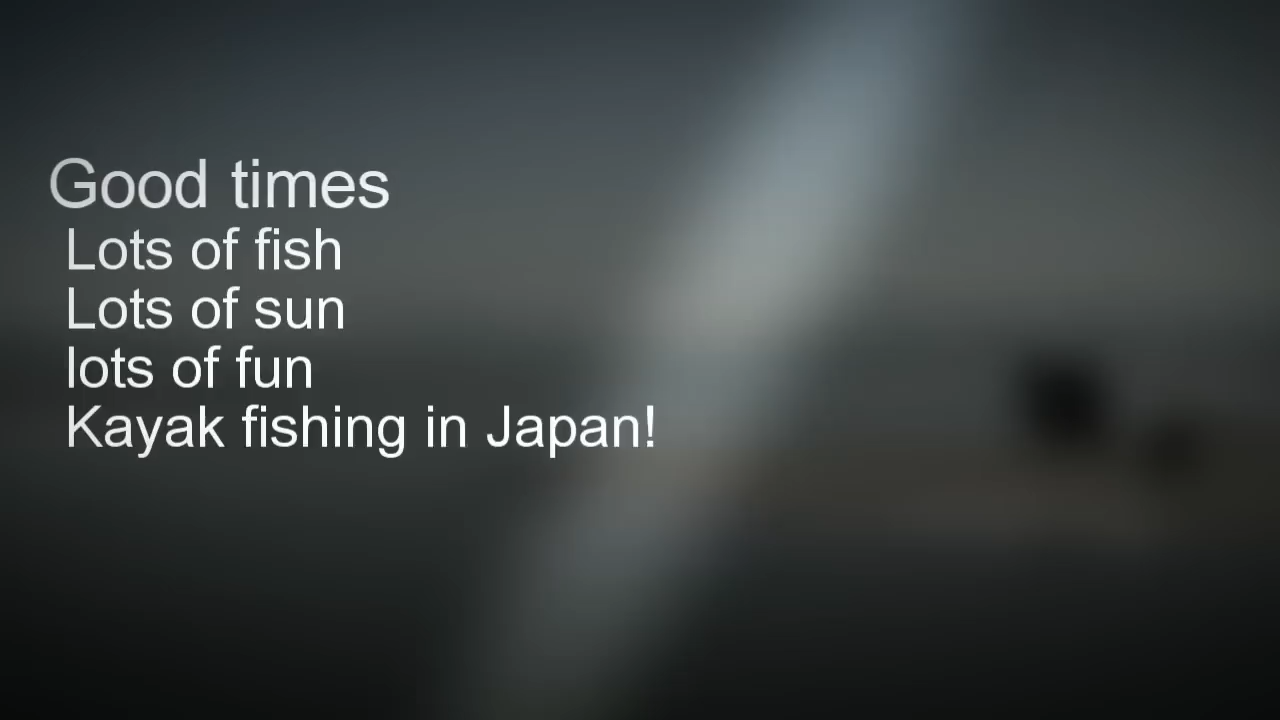 Good times
Lots of fish
Lots of sun
lots of fun
Kayak fishing in Japan!